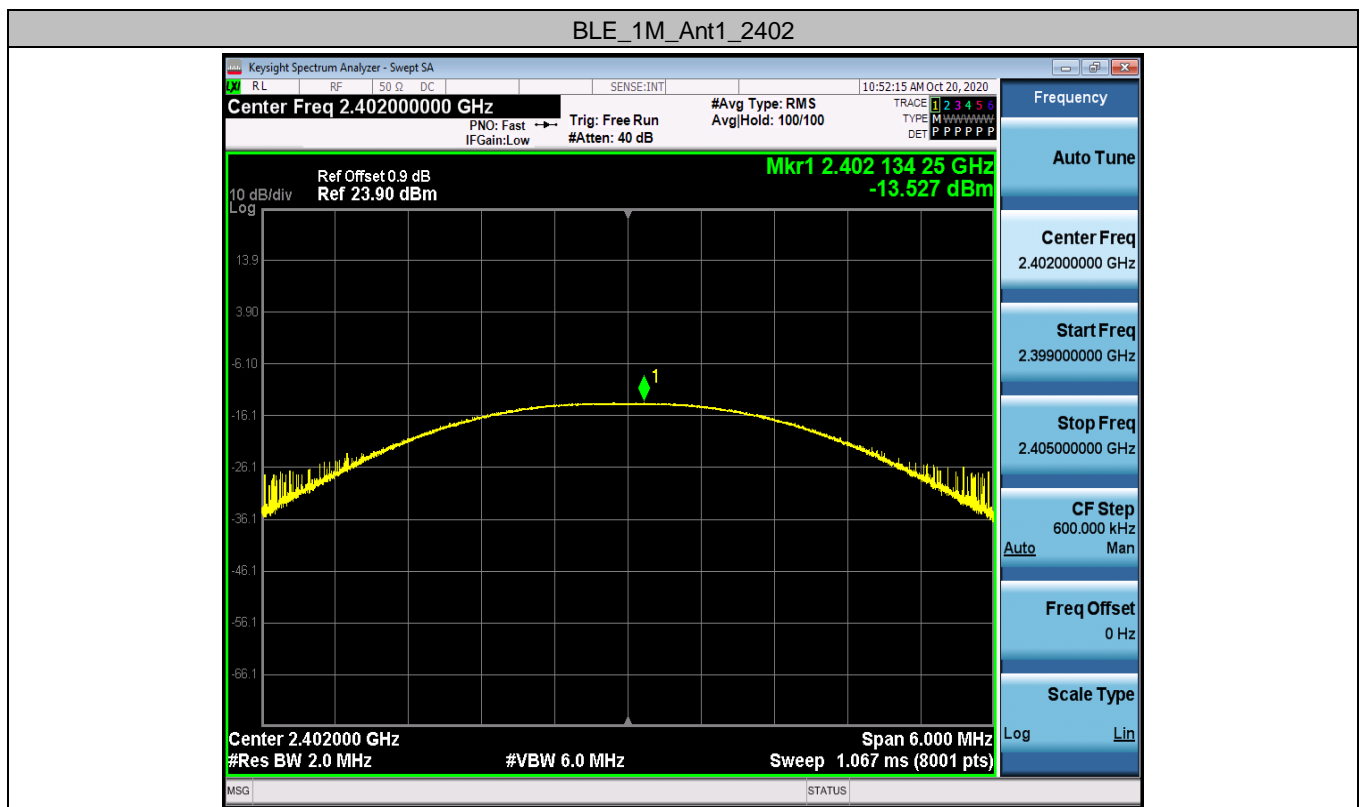 BLE_1M_Ant1_2402
Keysight Spectrum Analyzer - Swept SA
LXI RL RF 50 Ω DC SENSE:INT 10:52:15 AM Oct 20, 2020
Center Freq 2.402000000 GHz
PNO: Fast
IFGain:Low
Trig: Free Run
#Atten: 40 dB
#Avg Type: RMS
Avg|Hold: 100/100
TRACE 1 2 3 4 5 6
TYPE M WWWWW
DET P P P P P P
Ref Offset 0.9 dB
10 dB/div Ref 23.90 dBm
Log
Mkr1 2.402 134 25 GHz
-13.527 dBm
13.9
3.90
-6.10
-16.1
-26.1
-36.1
-46.1
-56.1
-66.1
1
Center 2.402000 GHz Span 6.000 MHz
#Res BW 2.0 MHz #VBW 6.0 MHz Sweep 1.067 ms (8001 pts)
MSG STATUS
Frequency
Auto Tune
Center Freq
2.402000000 GHz
Start Freq
2.399000000 GHz
Stop Freq
2.405000000 GHz
CF Step
600.000 kHz
Auto Man
Freq Offset
0 Hz
Scale Type
Log Lin